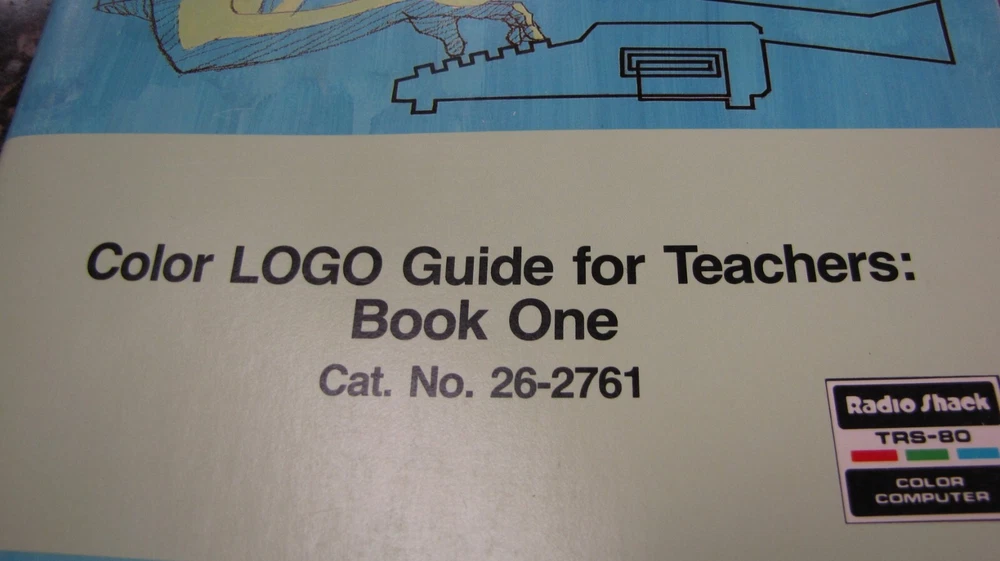 Color LOGO Guide for Teachers:
Book One
Cat. No. 26-2761
Radio Shack
TRS-80
COLOR
COMPUTER